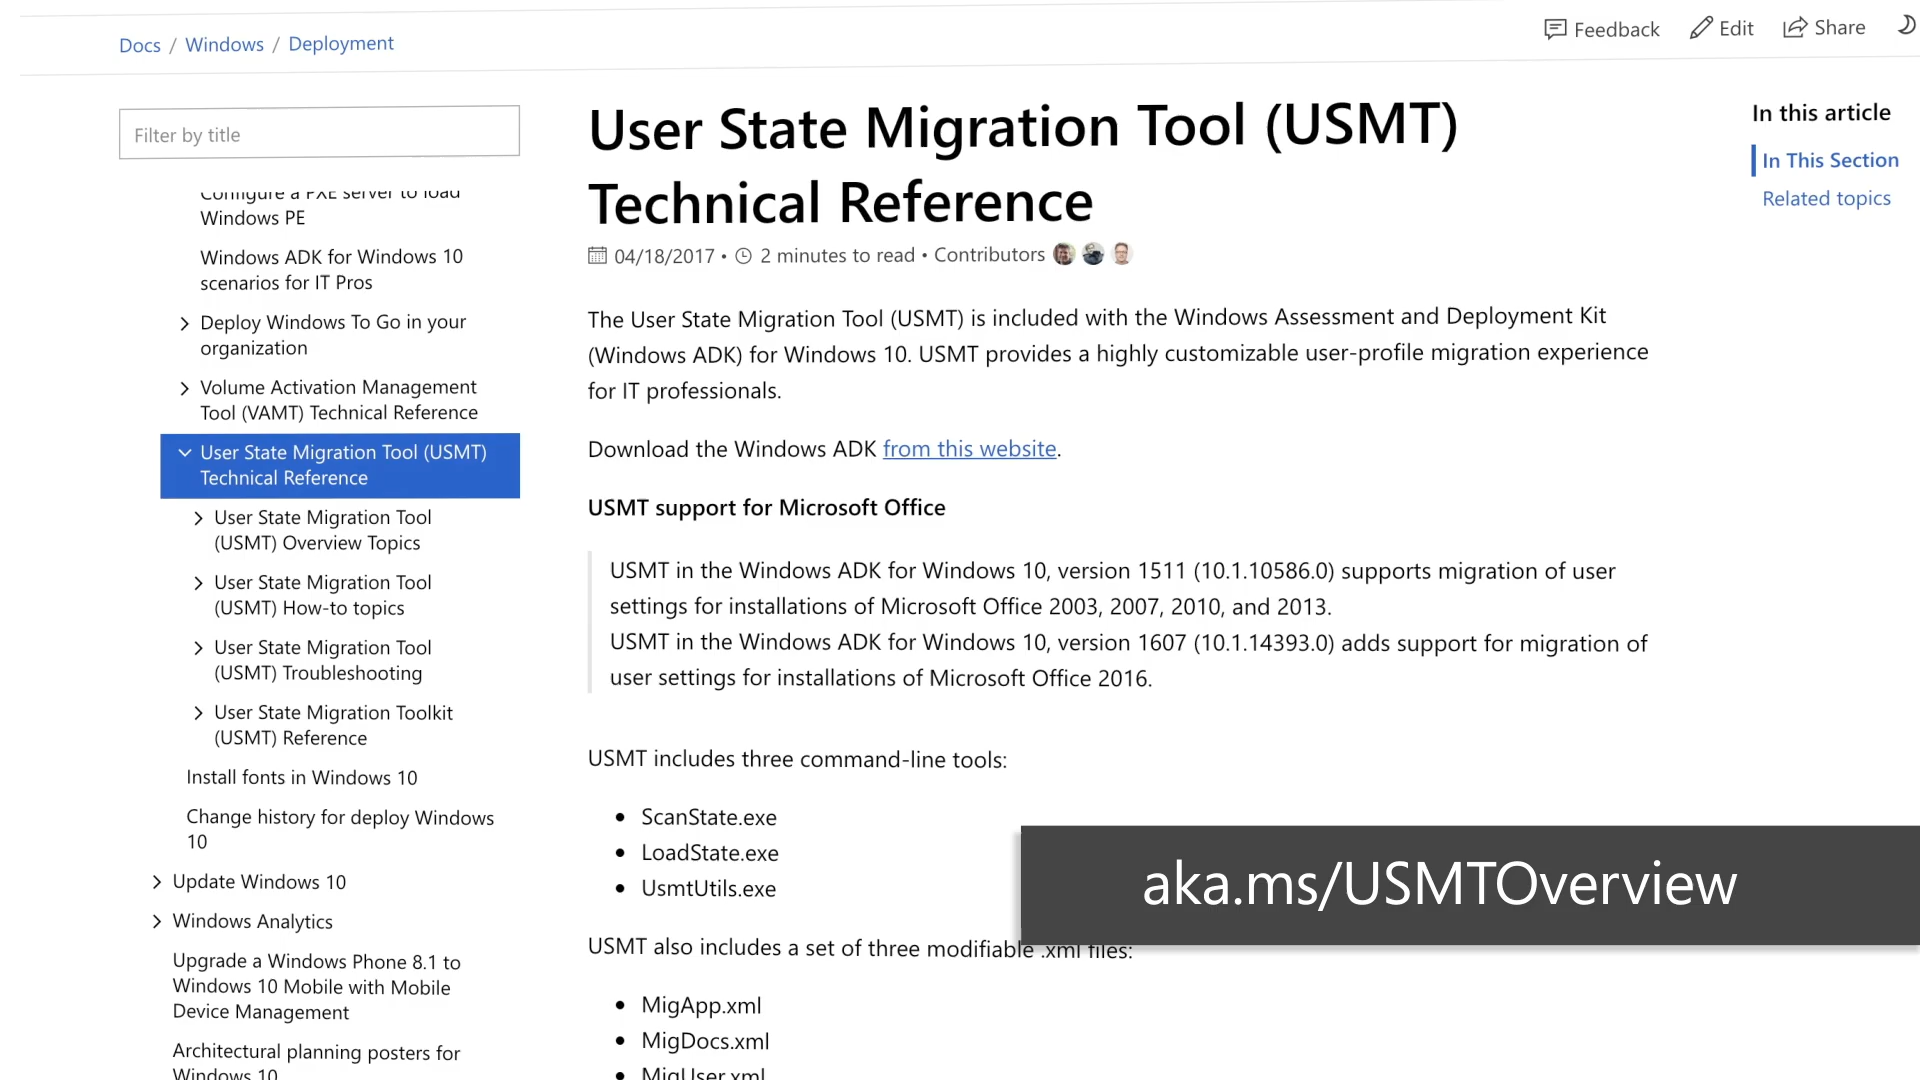 Docs / Windows / Deployment
Feedback
Edit
Share
Filter by title
Configure a PXE server to load
Windows PE
Windows ADK for Windows 10
scenarios for IT Pros
Deploy Windows To Go in your
organization
Volume Activation Management
Tool (VAMT) Technical Reference
User State Migration Tool (USMT)
Technical Reference
User State Migration Tool
(USMT) Overview Topics
User State Migration Tool
(USMT) How-to topics
User State Migration Tool
(USMT) Troubleshooting
User State Migration Toolkit
(USMT) Reference
Install fonts in Windows 10
Change history for deploy Windows
10
Update Windows 10
Windows Analytics
Upgrade a Windows Phone 8.1 to
Windows 10 Mobile with Mobile
Device Management
Architectural planning posters for
Windows 10
User State Migration Tool (USMT)
Technical Reference
04/18/2017 • 2 minutes to read • Contributors
The User State Migration Tool (USMT) is included with the Windows Assessment and Deployment Kit
(Windows ADK) for Windows 10. USMT provides a highly customizable user-profile migration experience
for IT professionals.
Download the Windows ADK from this website.
USMT support for Microsoft Office
USMT in the Windows ADK for Windows 10, version 1511 (10.1.10586.0) supports migration of user
settings for installations of Microsoft Office 2003, 2007, 2010, and 2013.
USMT in the Windows ADK for Windows 10, version 1607 (10.1.14393.0) adds support for migration of
user settings for installations of Microsoft Office 2016.
USMT includes three command-line tools:
• ScanState.exe
• LoadState.exe
• UsmtUtils.exe
USMT also includes a set of three modifiable .xml files:
• MigApp.xml
• MigDocs.xml
• MigUser.xml
In this article
In This Section
Related topics
aka.ms/USMTOverview